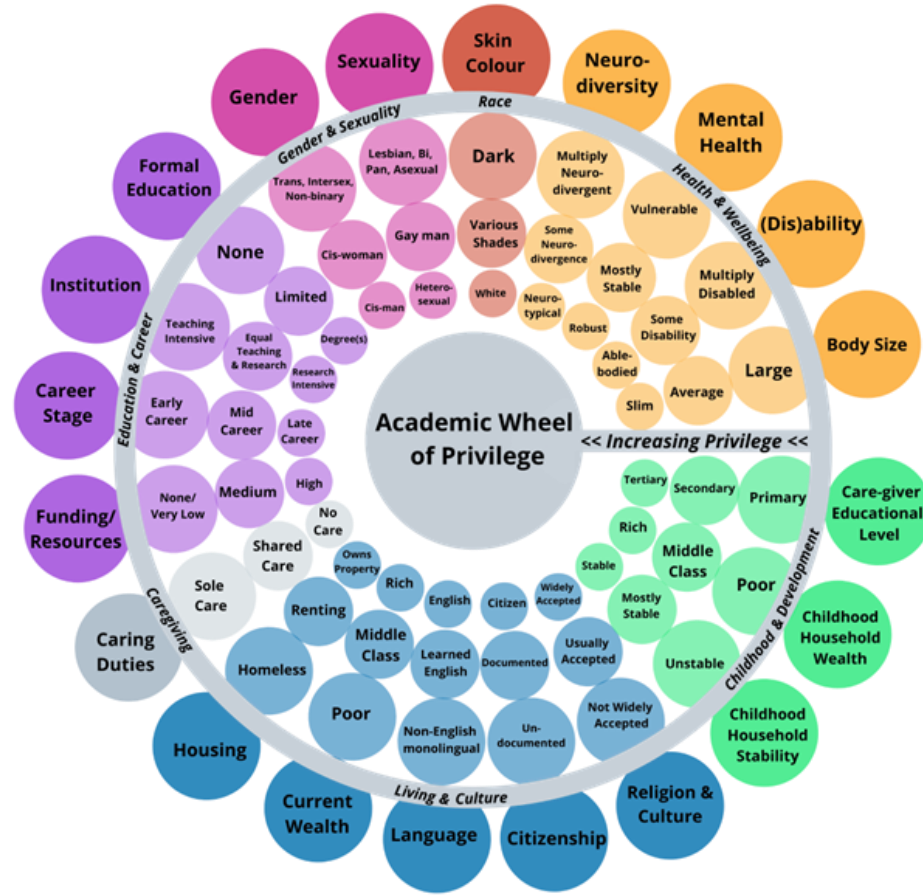 Academic Wheel
of Privilege
<< Increasing Privilege <<
Race
Skin
Colour
Dark
Various
Shades
White
Health & Wellbeing
Neuro-
diversity
Multiply
Neuro-
divergent
Some
Neuro-
divergence
Neuro-
typical
Mental
Health
Vulnerable
Mostly
Stable
Robust
(Dis)ability
Multiply
Disabled
Some
Disability
Able-
bodied
Body Size
Large
Average
Slim
Childhood & Development
Care-giver
Educational
Level
Primary
Secondary
Tertiary
Childhood
Household
Wealth
Poor
Middle
Class
Rich
Childhood
Household
Stability
Unstable
Mostly
Stable
Stable
Living & Culture
Religion &
Culture
Not Widely
Accepted
Usually
Accepted
Widely
Accepted
Citizenship
Un-
documented
Documented
Citizen
Language
Non-English
monolingual
Learned
English
English
Current
Wealth
Poor
Middle
Class
Rich
Housing
Homeless
Renting
Owns
Property
Caregiving
Caring
Duties
Sole
Care
Shared
Care
No
Care
Education & Career
Funding/
Resources
None/
Very Low
Medium
High
Career
Stage
Early
Career
Mid
Career
Late
Career
Institution
Teaching
Intensive
Equal
Teaching
& Research
Research
Intensive
Formal
Education
None
Limited
Degree(s)
Gender & Sexuality
Gender
Trans, Intersex,
Non-binary
Cis-woman
Cis-man
Sexuality
Lesbian, Bi,
Pan, Asexual
Gay man
Hetero-
sexual